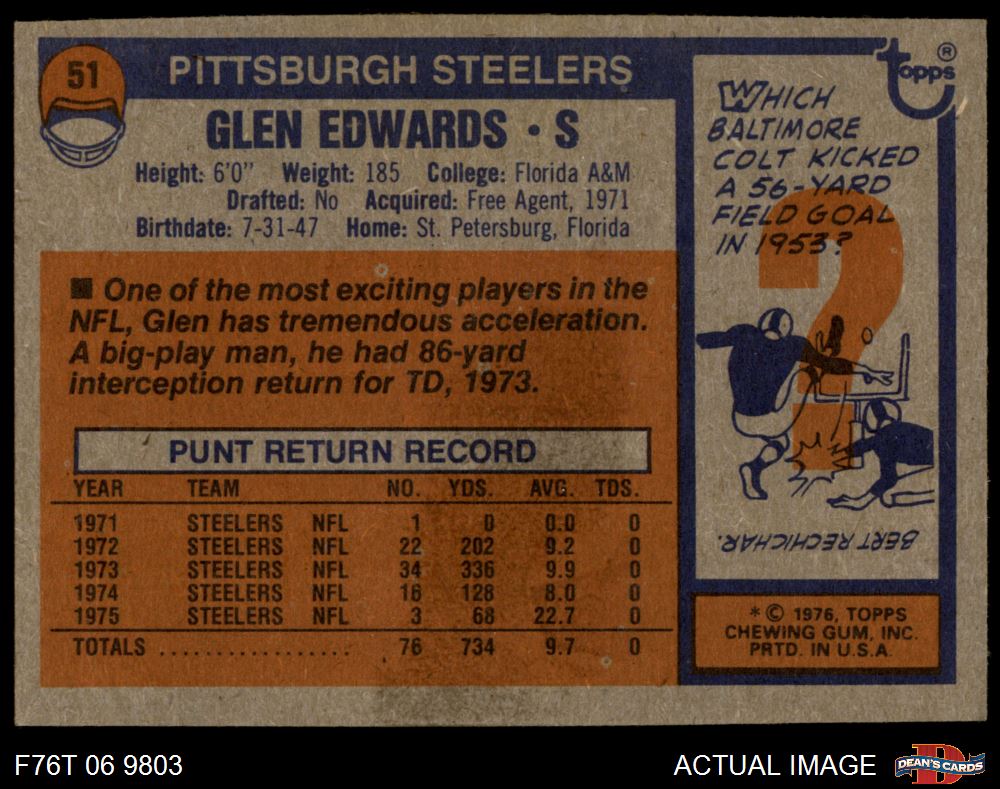 51
PITTSBURGH STEELERS
GLEN EDWARDS • S
Height: 6'0" Weight: 185 College: Florida A&M
Drafted: No Acquired: Free Agent, 1971
Birthdate: 7-31-47 Home: St. Petersburg, Florida
■ One of the most exciting players in the
NFL, Glen has tremendous acceleration.
A big-play man, he had 86-yard
interception return for TD, 1973.
PUNT RETURN RECORD
YEAR TEAM NO. YDS. AVG. TDS.
1971 STEELERS NFL 1 0 0.0 0
1972 STEELERS NFL 22 202 9.2 0
1973 STEELERS NFL 34 336 9.9 0
1974 STEELERS NFL 16 128 8.0 0
1975 STEELERS NFL 3 68 22.7 0
TOTALS .................. 76 734 9.7 0
topps®
WHICH
BALTIMORE
COLT KICKED
A 56-YARD
FIELD GOAL
IN 1953?
?
BERT RECHICHAR.
*© 1976, TOPPS
CHEWING GUM, INC.
PRTD. IN U.S.A.
F76T 06 9803
ACTUAL IMAGE
DEAN'S CARDS